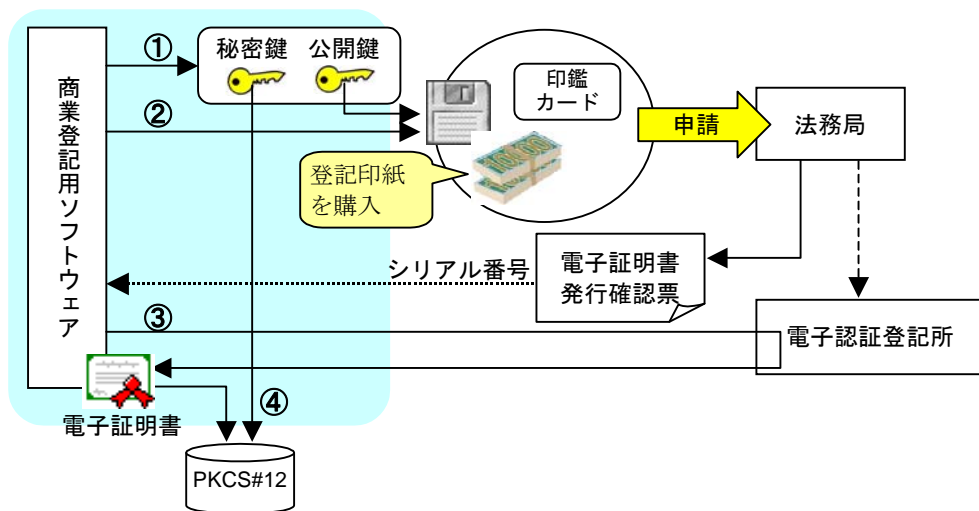 ①
秘密鍵 公開鍵
商業登記用ソフトウェア
②
印鑑
カード
申請
法務局
登記印紙
を購入
シリアル番号
電子証明書
発行確認票
③
電子認証登記所
電子証明書
④
PKCS#12